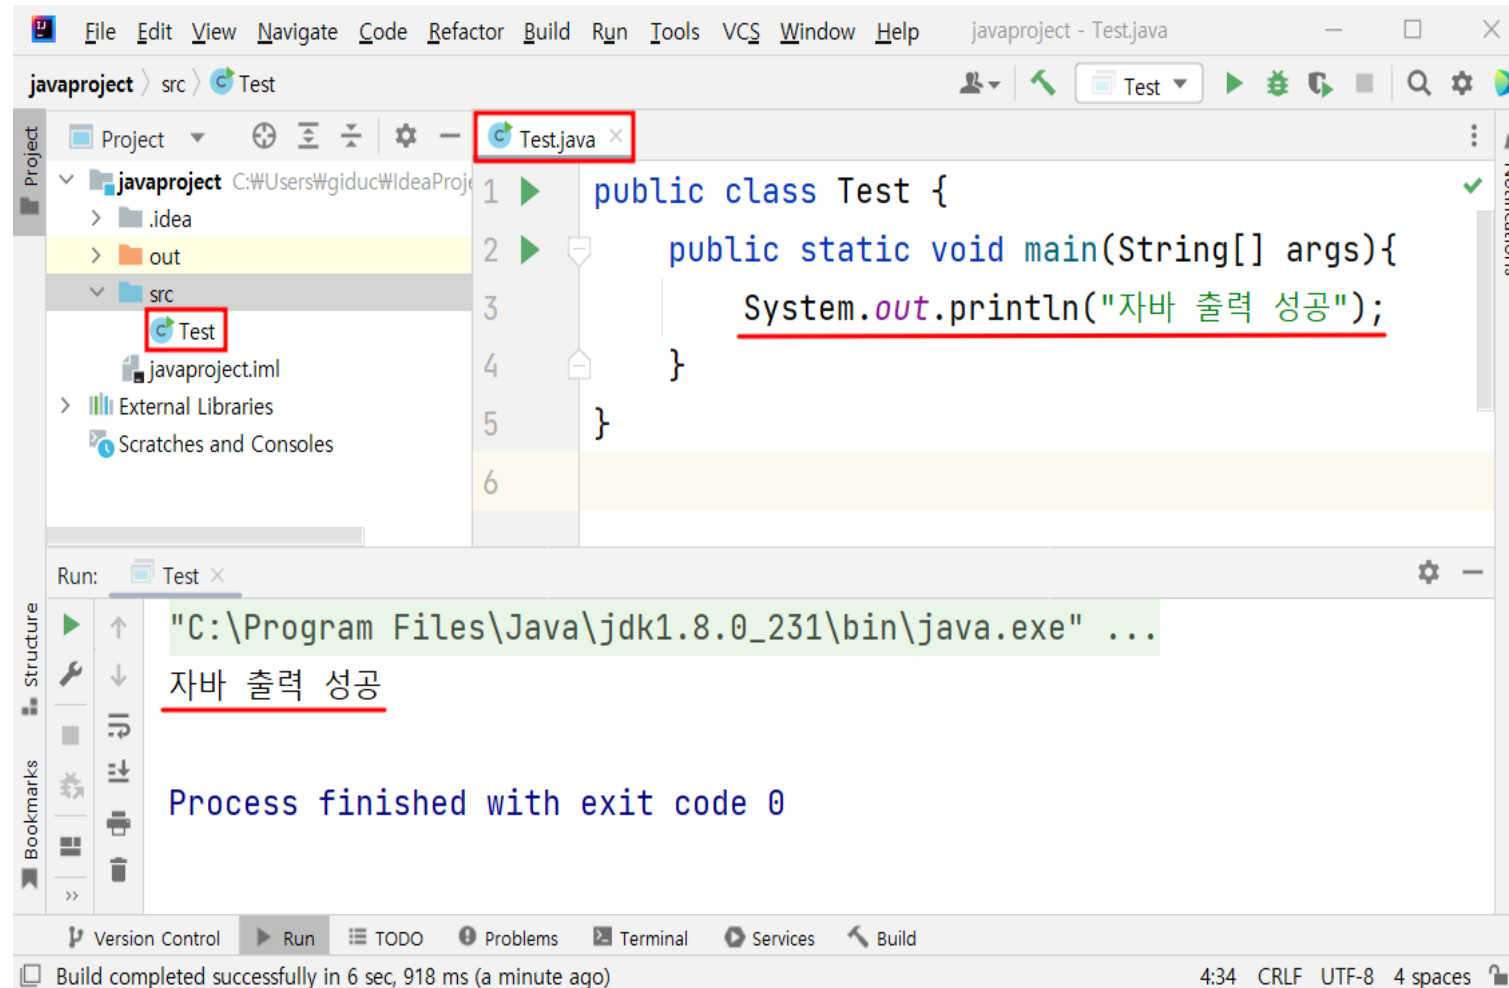 File Edit View Navigate Code Refactor Build Run Tools VCS Window Help javaproject - Test.java
javaproject src Test
Test
Project
Project
Test.java
javaproject C:₩Users₩giduc₩IdeaProje
.idea
out
src
Test
javaproject.iml
External Libraries
Scratches and Consoles
1 public class Test {
2 public static void main(String[] args){
3 System.out.println("자바 출력 성공");
4 }
5 }
6
Notifications
Run: Test
"C:\Program Files\Java\jdk1.8.0_231\bin\java.exe" ...
자바 출력 성공
Process finished with exit code 0
Structure
Bookmarks
Version Control Run TODO Problems Terminal Services Build
Build completed successfully in 6 sec, 918 ms (a minute ago) 4:34 CRLF UTF-8 4 spaces